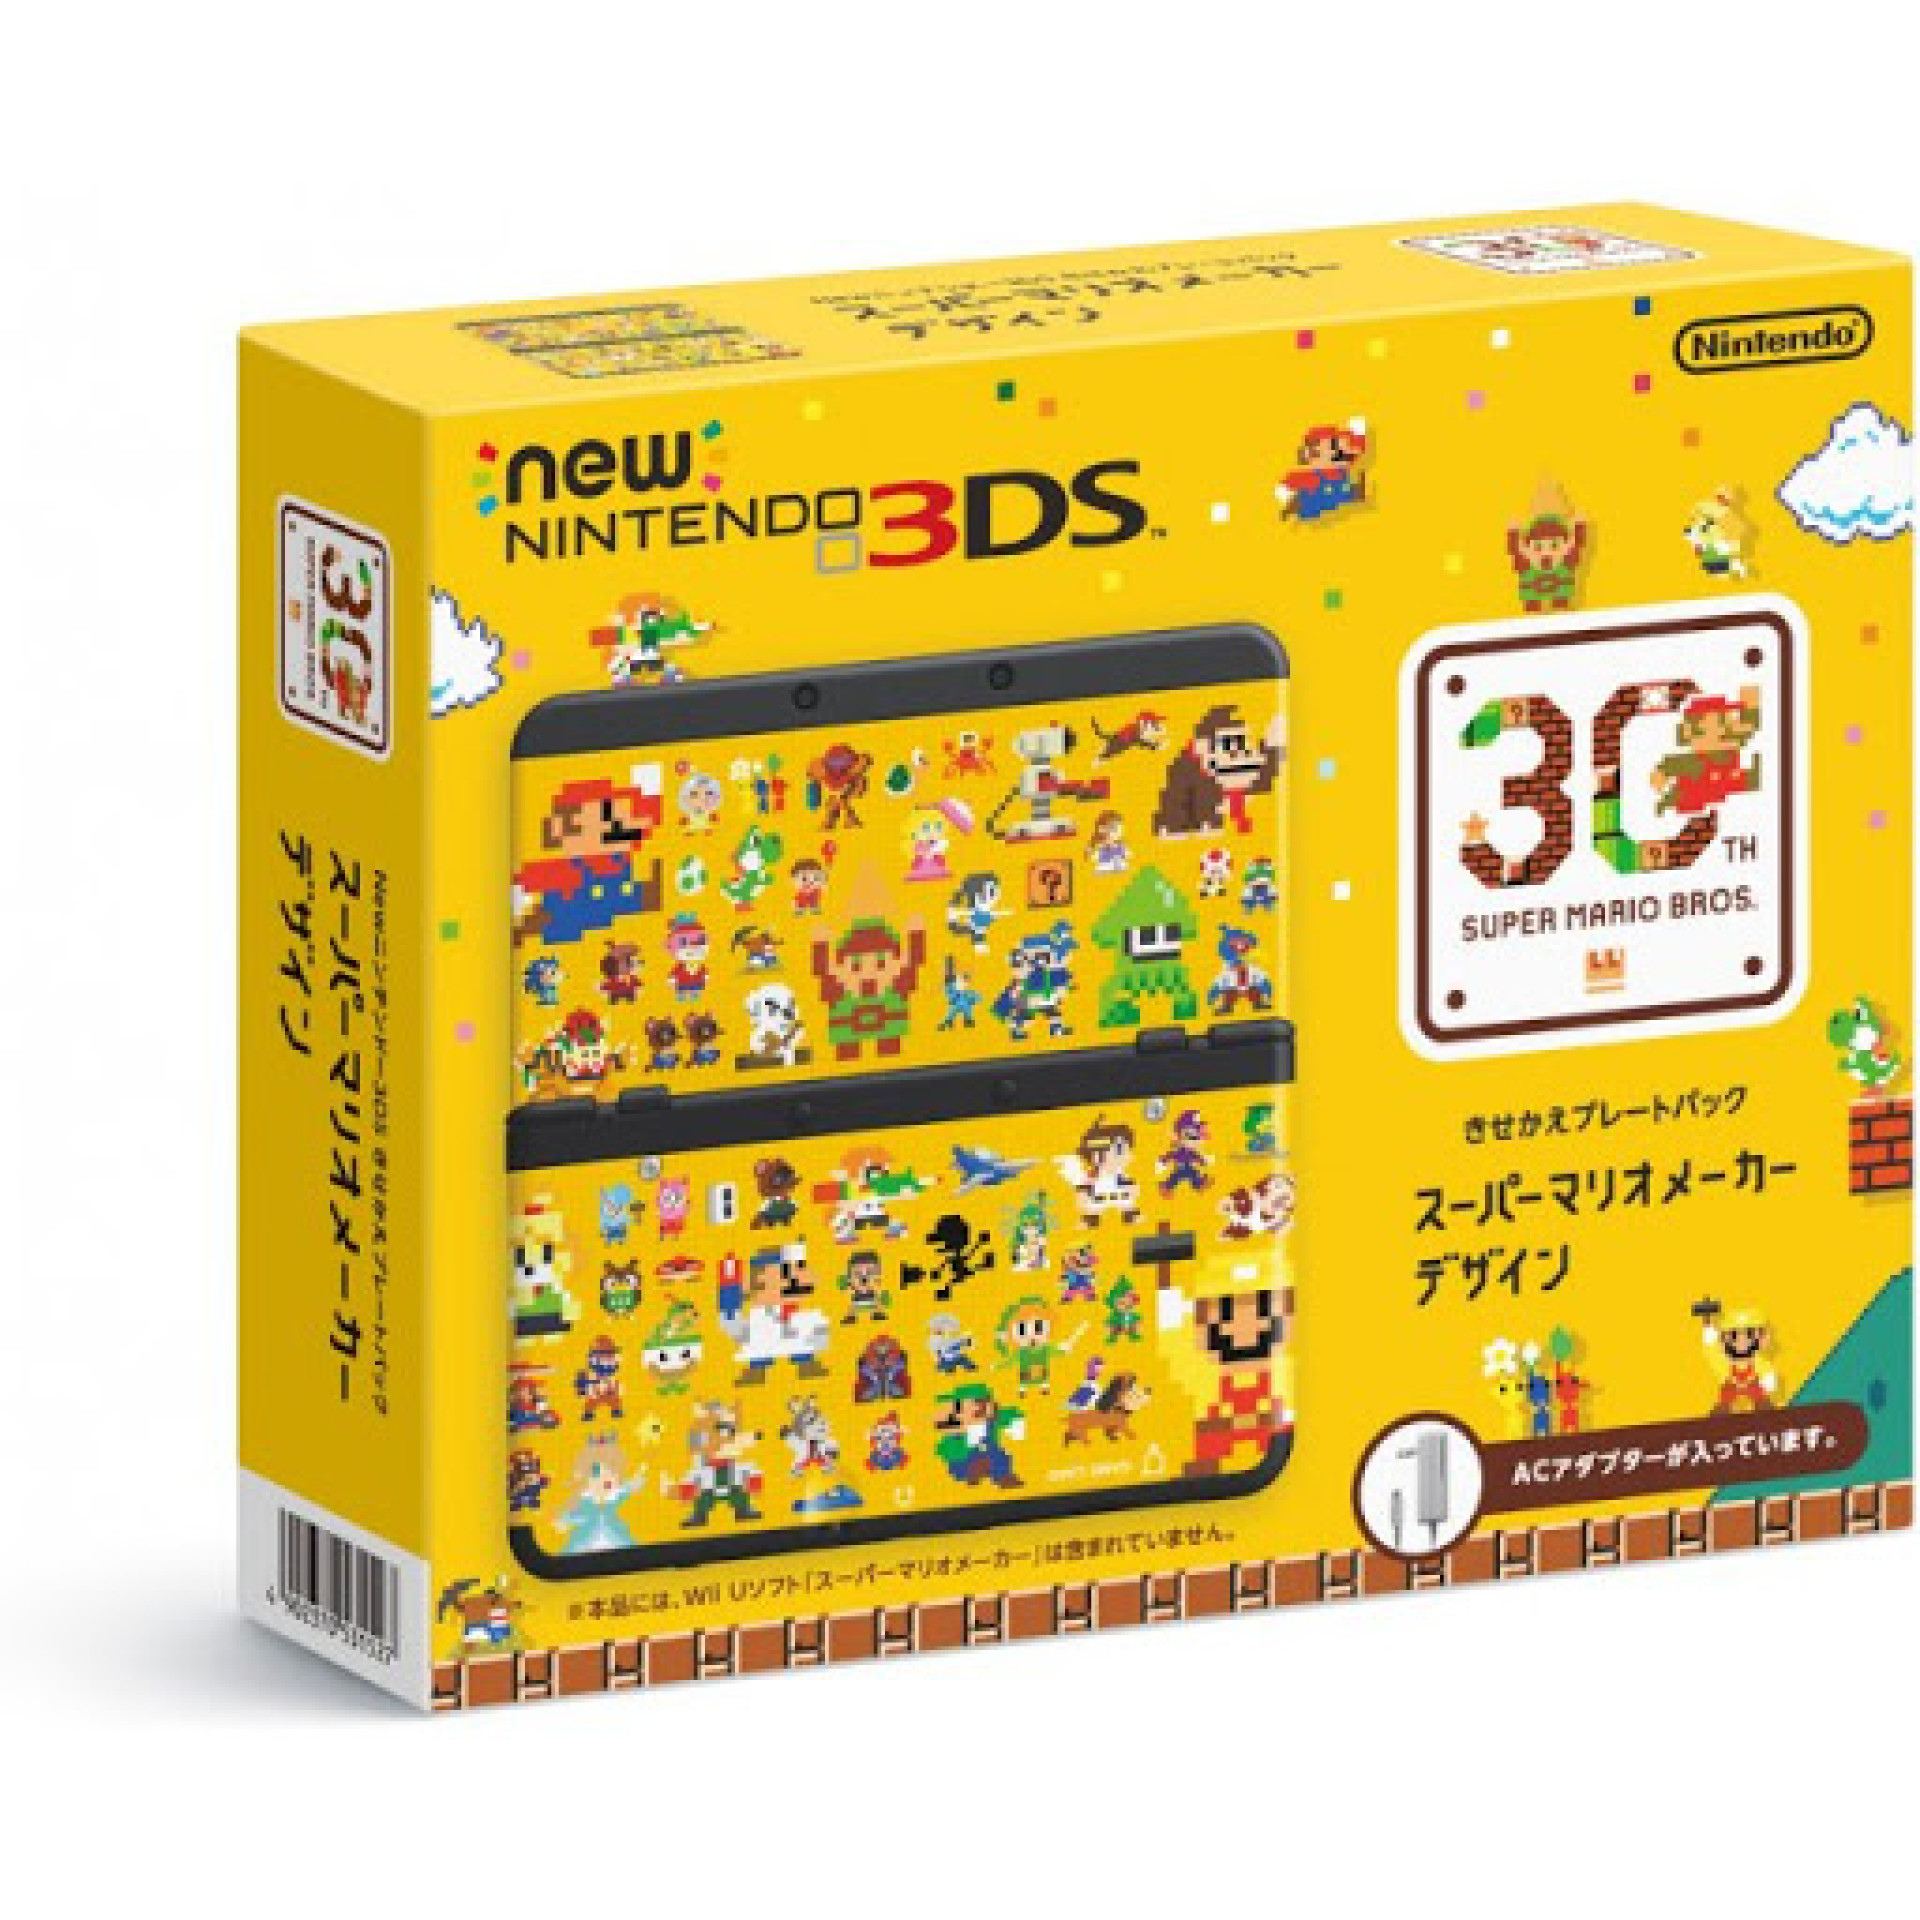 スーパーマリオメーカー
デザイン
Nintendo
new
NINTENDO 3DS™
30TH
SUPER MARIO BROS.
きせかえプレートパック
スーパーマリオメーカー
デザイン
ACアダプターが入っています。
※本品には、Wii Uソフト「スーパーマリオメーカー」は含まれていません。
30
Newニンテンドー3DS きせかえプレートパック
スーパーマリオメーカー
デザイン